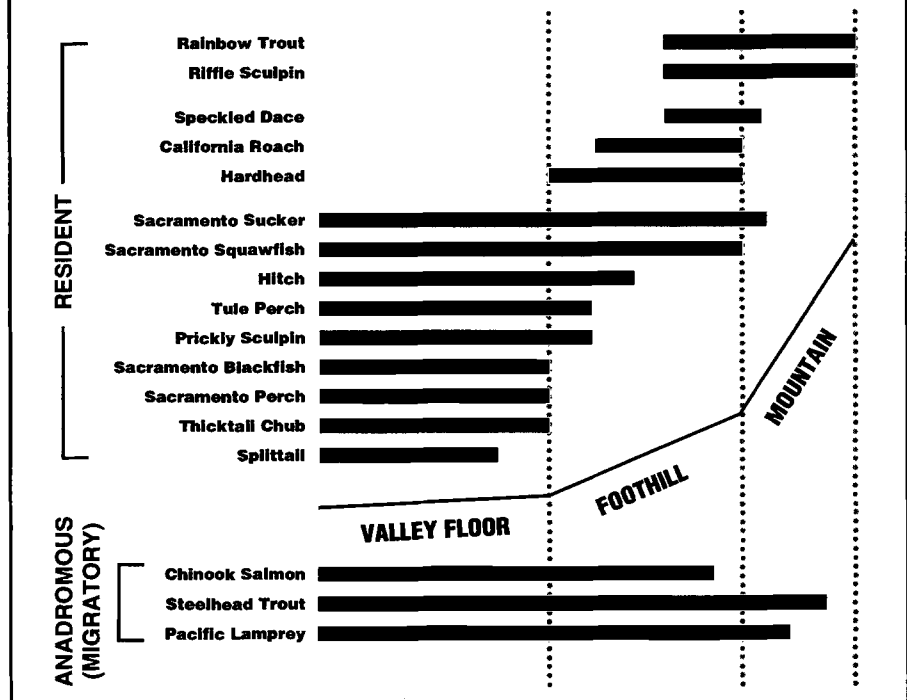 Rainbow Trout
Riffle Sculpin
Speckled Dace
California Roach
Hardhead
RESIDENT
Sacramento Sucker
Sacramento Squawfish
Hitch
Tule Perch
Prickly Sculpin
Sacramento Blackfish
Sacramento Perch
Thicktail Chub
Splittail
MOUNTAIN
FOOTHILL
VALLEY FLOOR
ANADROMOUS
(MIGRATORY)
Chinook Salmon
Steelhead Trout
Pacific Lamprey